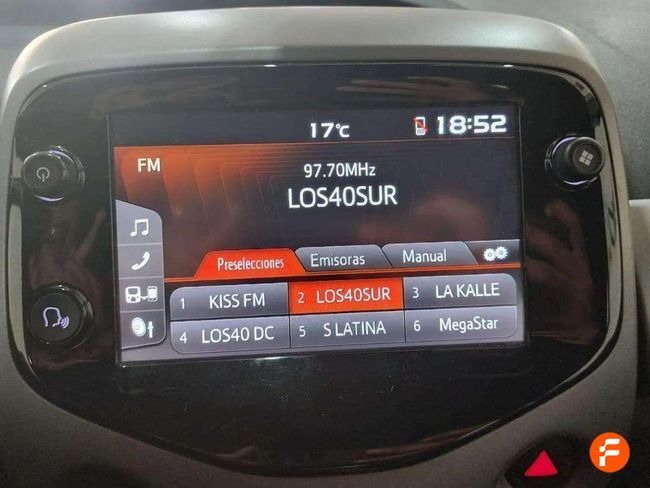 17°C 18:52
FM
97.70MHz
LOS40SUR
Preselecciones Emisoras Manual
1 KISS FM 2 LOS40SUR 3 LA KALLE
4 LOS40 DC 5 S LATINA 6 MegaStar